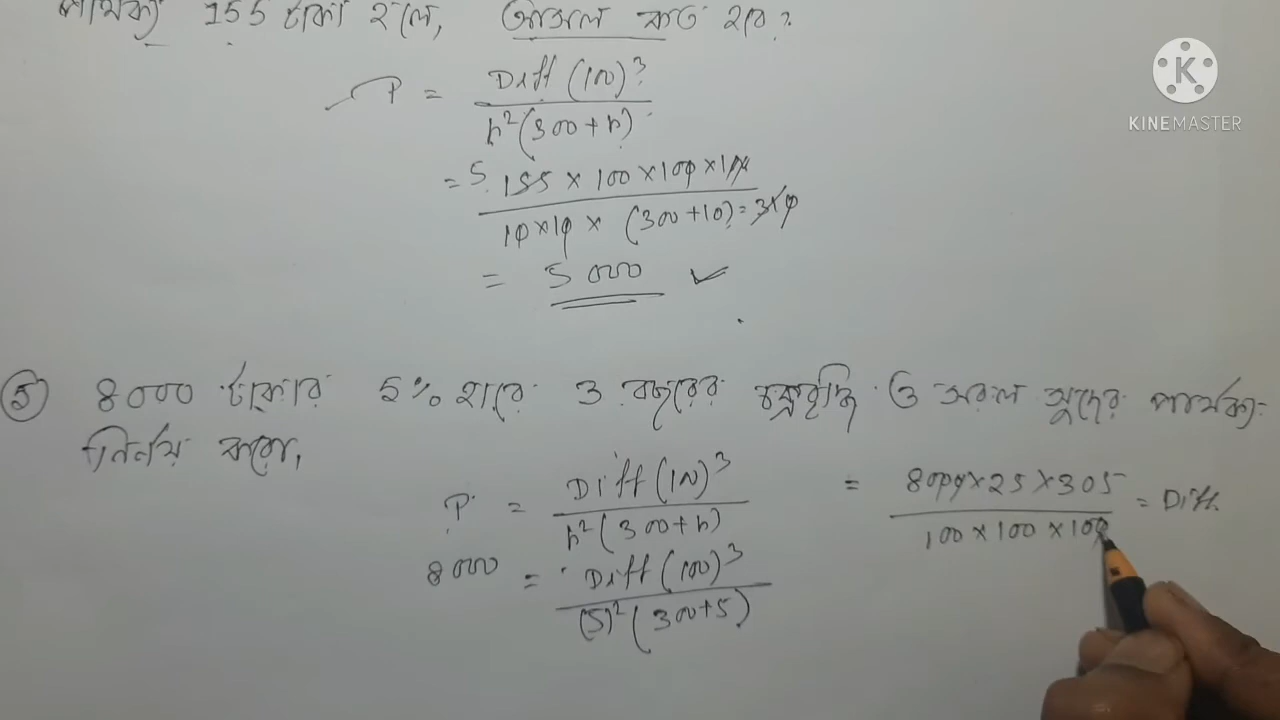 পার্থক্য 155 টাকা হলে, আসল কত হবে?
P = Diff (100)³
r²(300+r)
= 5 155 × 100 × 100 × 100
10×10 × (300+10) = 310
= 5000 ✓
⑤ 8000 টাকার 5% হারে 3 বছরের চক্রবৃদ্ধি ও সরল সুদের পার্থক্য
নির্নয় করো,
P = Diff (100)³
r²(300+r)
8000 = Diff (100)³
(5)²(300+5)
= 8000×25×305 = Diff.
100×100×100
KINEMASTER